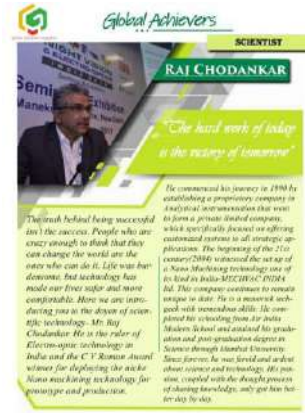 Global Achievers
SCIENTIST
RAJ CHODANKAR
"The hard work of today
is the victory of tomorrow"
The truth behind being successful
isn't the success. People who are
crazy enough to think that they
can change the world are the
ones who can do it. Life was bur-
densome, but technology has
made our lives safer and more
comfortable. Here we are intro-
ducing you to the doyen of scien-
tific technology- Mr. Raj
Chodankar. He is the ruler of
Electro-optic technology in
India and the C V Raman Award
winner for deploying the niche
Nano machining technology for
prototype and production.
He commenced his journey in 1990 by
establishing a proprietary company in
Analytical instrumentation that went
to form a private limited company,
which specifically focused on offering
customized systems to all strategic ap-
plications. The beginning of the 21st
century(2004) witnessed the set up of
a Nano Machining technology one of
its kind in India-MECHVAC INDIA
ltd. This company continues to remain
unique to date. He is a maverick tech-
geek with tremendous skills. He com-
pleted his schooling from Air India
Modern School and attained his gradu-
ation and post-graduation degree in
Science through Mumbai University.
Since forever, he was fervid and ardent
about science and technology. His pas-
sion, coupled with the thought process
of sharing knowledge, only got him bet-
ter day by day.